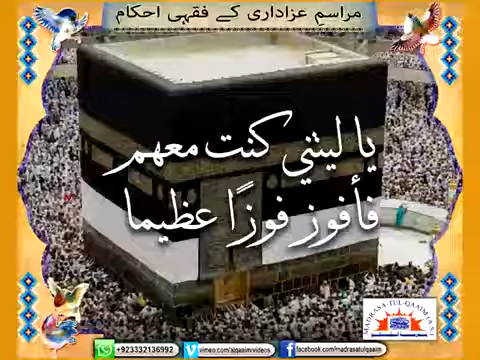 مراسم عزاداری کے فقہی احکام
يا ليتني كنت معهم
فأفوز فوزًا عظيما
MADRASA-TUL-QAAIM (A.S)
+923332136992
vimeo.com/alqaaimvideos
facebook.com/madrasatulqaaim